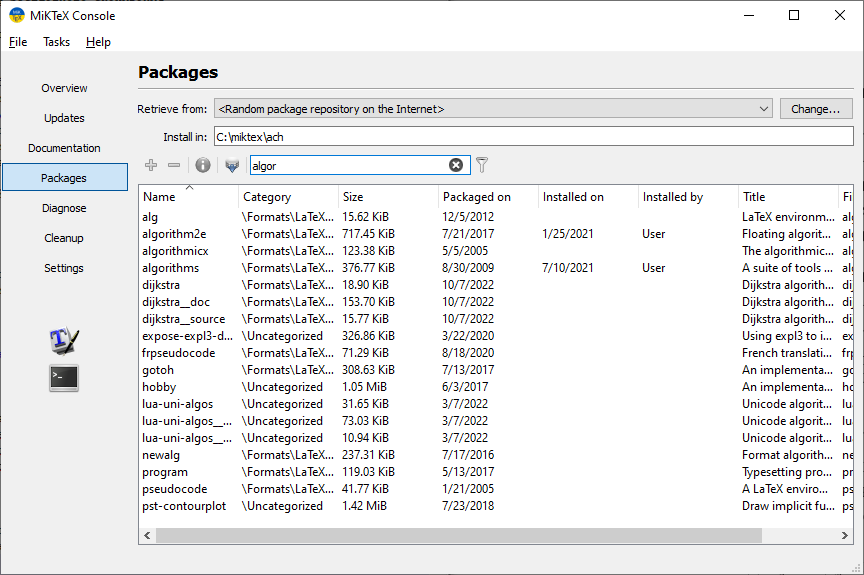 MiKTeX Console
File Tasks Help
Overview
Updates
Documentation
Packages
Diagnose
Cleanup
Settings
Packages
Retrieve from: <Random package repository on the Internet> Change...
Install in: C:\miktex\ach
algor
Name Category Size Packaged on Installed on Installed by Title Fi
alg \Formats\LaTeX... 15.62 KiB 12/5/2012 LaTeX environm... alg
algorithm2e \Formats\LaTeX... 717.45 KiB 7/21/2017 1/25/2021 User Floating algorit... alg
algorithmicx \Formats\LaTeX... 123.38 KiB 5/5/2005 The algorithmic... alg
algorithms \Formats\LaTeX... 376.77 KiB 8/30/2009 7/10/2021 User A suite of tools ... alg
dijkstra \Formats\LaTeX... 18.90 KiB 10/7/2022 Dijkstra algorith... dij
dijkstra__doc \Formats\LaTeX... 153.70 KiB 10/7/2022 Dijkstra algorith... dij
dijkstra__source \Formats\LaTeX... 15.77 KiB 10/7/2022 Dijkstra algorith... dij
expose-expl3-d... \Uncategorized 326.86 KiB 3/22/2020 Using expl3 to i... ex
frpseudocode \Formats\LaTeX... 71.29 KiB 8/18/2020 French translati... frp
gotoh \Formats\LaTeX... 308.63 KiB 7/13/2017 An implementa... go
hobby \Uncategorized 1.05 MiB 6/3/2017 An implementa... ho
lua-uni-algos \Uncategorized 31.65 KiB 3/7/2022 Unicode algorit... lua
lua-uni-algos__... \Uncategorized 73.03 KiB 3/7/2022 Unicode algorit... lua
lua-uni-algos__... \Uncategorized 10.94 KiB 3/7/2022 Unicode algorit... lua
newalg \Formats\LaTeX... 237.31 KiB 7/17/2016 Format algorith... ne
program \Formats\LaTeX... 119.03 KiB 5/13/2017 Typesetting pro... pr
pseudocode \Formats\LaTeX... 41.77 KiB 1/21/2005 A LaTeX enviro... ps
pst-contourplot \Uncategorized 1.42 MiB 7/23/2018 Draw implicit fu... ps